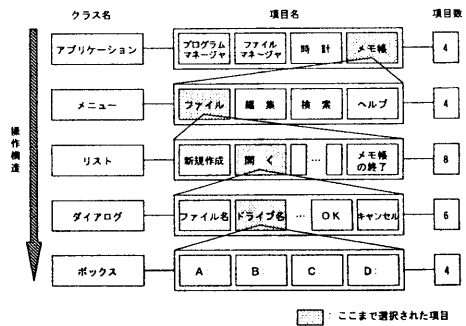 クラス名 項目名 項目数
アプリケーション プログラムマネージャ ファイルマネージャ 時計 メモ帳 4
メニュー ファイル 編集 検索 ヘルプ 4
操作構造
リスト 新規作成 開く … メモ帳の終了 8
ダイアログ ファイル名 ドライブ名 … OK キャンセル 6
ボックス A B C D 4
: ここまで選択された項目